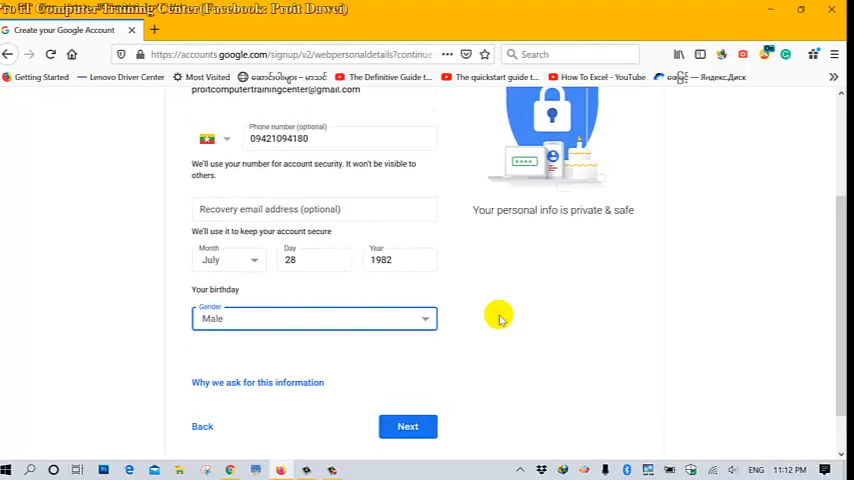 ro IT Computer Training Center(Facebook: Proit Dawei)
Create your Google Account
https://accounts.google.com/signup/v2/webpersonaldetails?continue
Search
Getting Started
Lenovo Driver Center
Most Visited
The Definitive Guide t...
The quickstart guide t...
How To Excel - YouTube
proitcomputertrainingcenter@gmail.com
Phone number (optional)
09421094180
We'll use your number for account security. It won't be visible to
others.
Your personal info is private & safe
Recovery email address (optional)
We'll use it to keep your account secure
Month
Day
Year
July
28
1982
Your birthday
Gender
Male
Why we ask for this information
Back
Next
ENG
11:12 PM